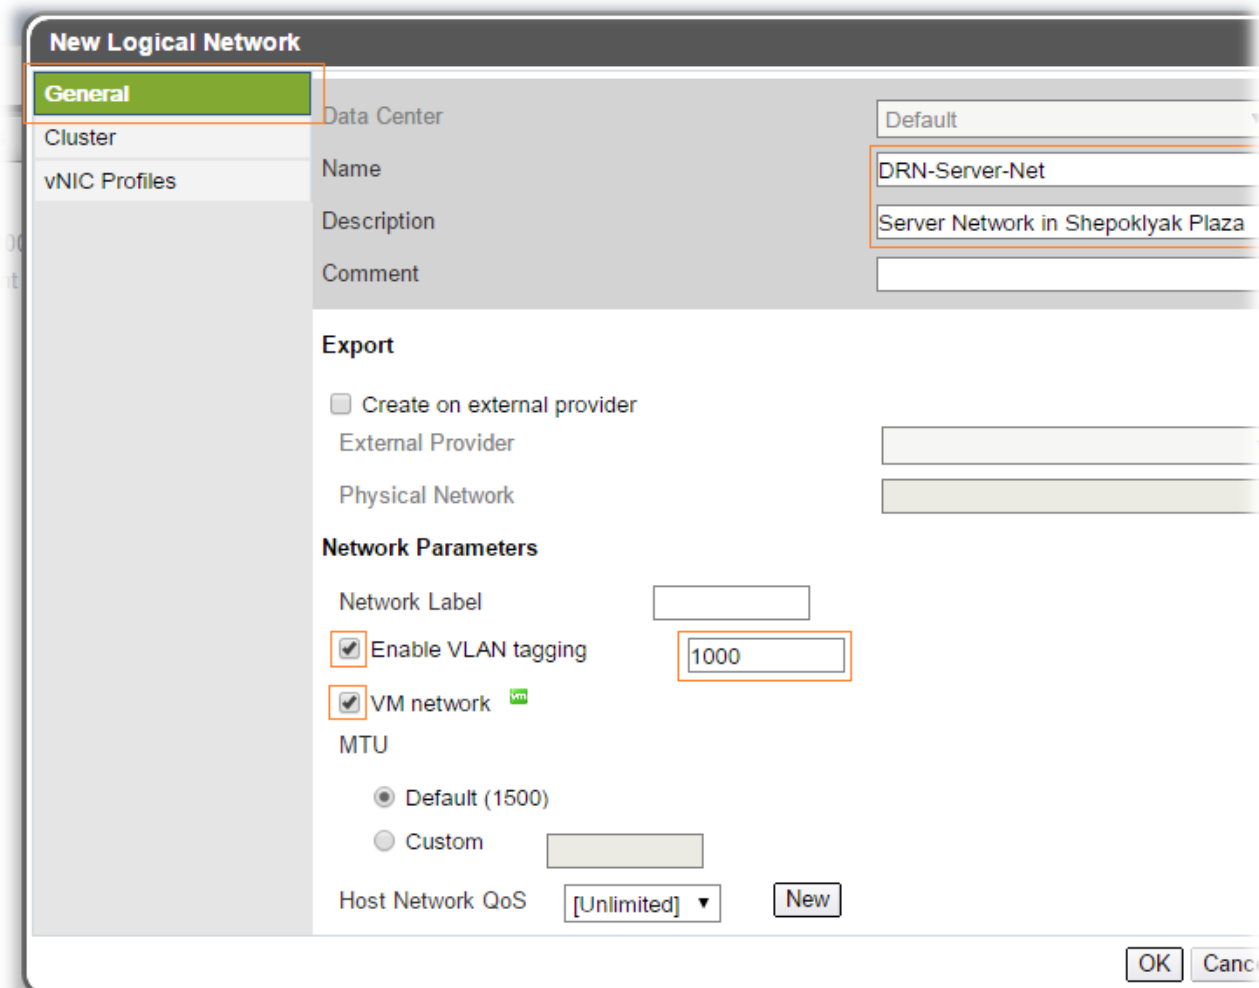 New Logical Network
General
Cluster
vNIC Profiles
Data Center
Default
Name
DRN-Server-Net
Description
Server Network in Shepoklyak Plaza
Comment
Export
Create on external provider
External Provider
Physical Network
Network Parameters
Network Label
Enable VLAN tagging
1000
VM network
vm
MTU
Default (1500)
Custom
Host Network QoS
[Unlimited]
New
OK
Canc